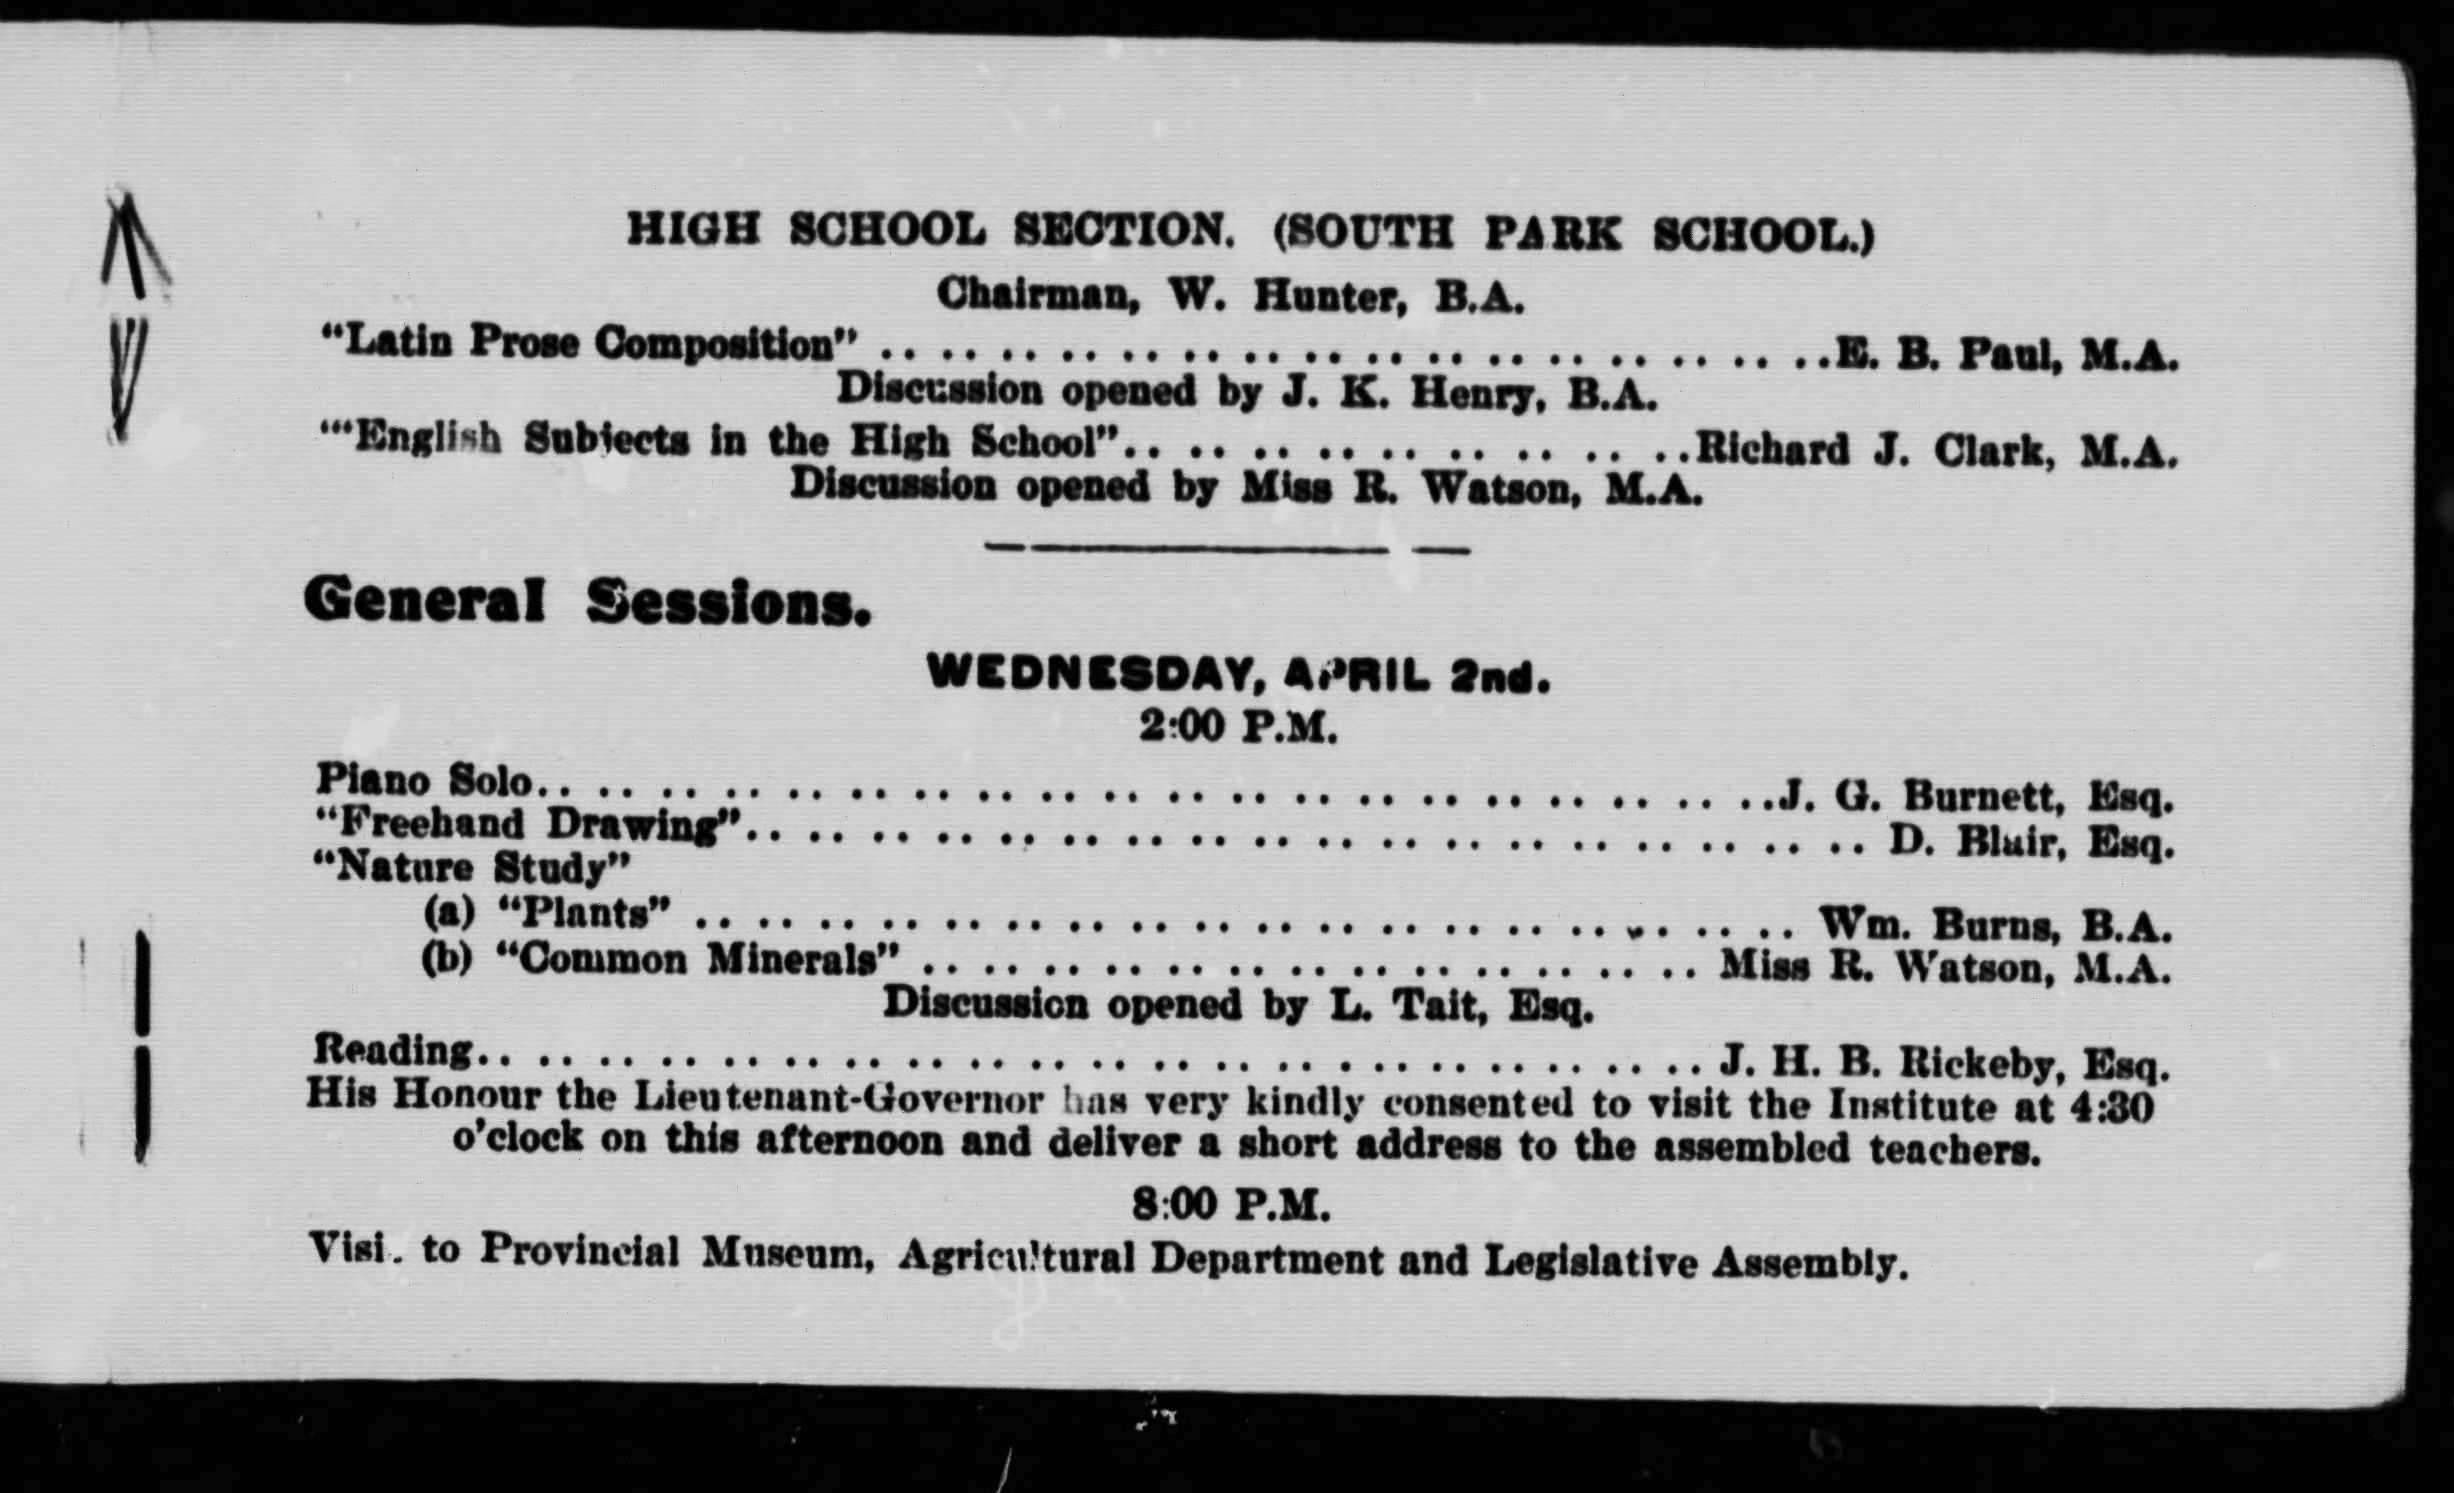 HIGH SCHOOL SECTION. (SOUTH PARK SCHOOL.)
Chairman, W. Hunter, B.A.
“Latin Prose Composition” . . . . . . . . . . . . . . . . . . . . . . . . . . . . . . . . E. B. Paul, M.A.
Discussion opened by J. K. Henry, B.A.
“‘English Subjects in the High School”. . . . . . . . . . . . . . . . . . Richard J. Clark, M.A.
Discussion opened by Miss R. Watson, M.A.
General Sessions.
WEDNESDAY, APRIL 2nd.
2:00 P.M.
Piano Solo. . . . . . . . . . . . . . . . . . . . . . . . . . . . . . . . . . . . . . . . J. G. Burnett, Esq.
“Freehand Drawing”. . . . . . . . . . . . . . . . . . . . . . . . . . . . . . . . . . . . D. Blair, Esq.
“Nature Study”
(a) “Plants” . . . . . . . . . . . . . . . . . . . . . . . . . . . . . . . . . . . . Wm. Burns, B.A.
(b) “Common Minerals” . . . . . . . . . . . . . . . . . . . . . . . . . . Miss R. Watson, M.A.
Discussion opened by L. Tait, Esq.
Reading. . . . . . . . . . . . . . . . . . . . . . . . . . . . . . . . . . . . . . . . J. H. B. Rickeby, Esq.
His Honour the Lieutenant-Governor has very kindly consented to visit the Institute at 4:30
o’clock on this afternoon and deliver a short address to the assembled teachers.
8:00 P.M.
Visi. to Provincial Museum, Agricultural Department and Legislative Assembly.